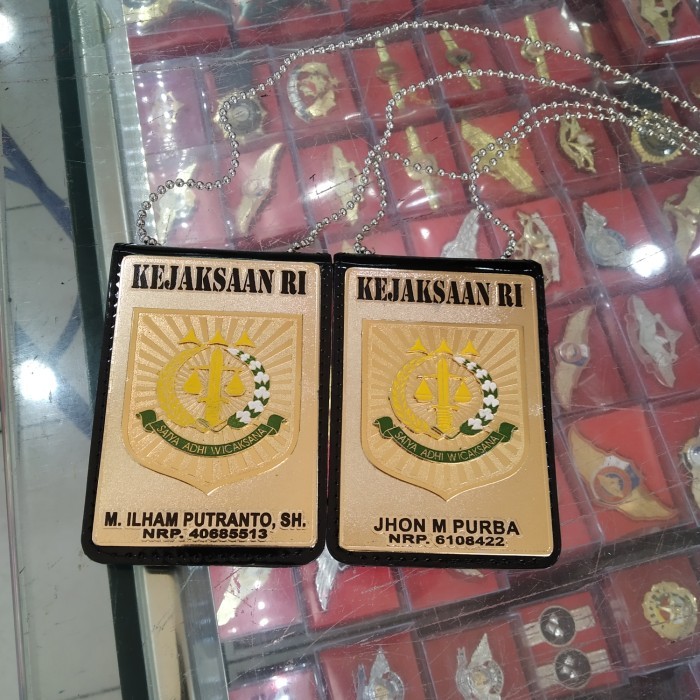 KEJAKSAAN RI
SATYA ADHI WICAKSANA
M. ILHAM PUTRANTO, SH.
NRP. 40685513
KEJAKSAAN RI
SATYA ADHI WICAKSANA
JHON M PURBA
NRP. 6108422